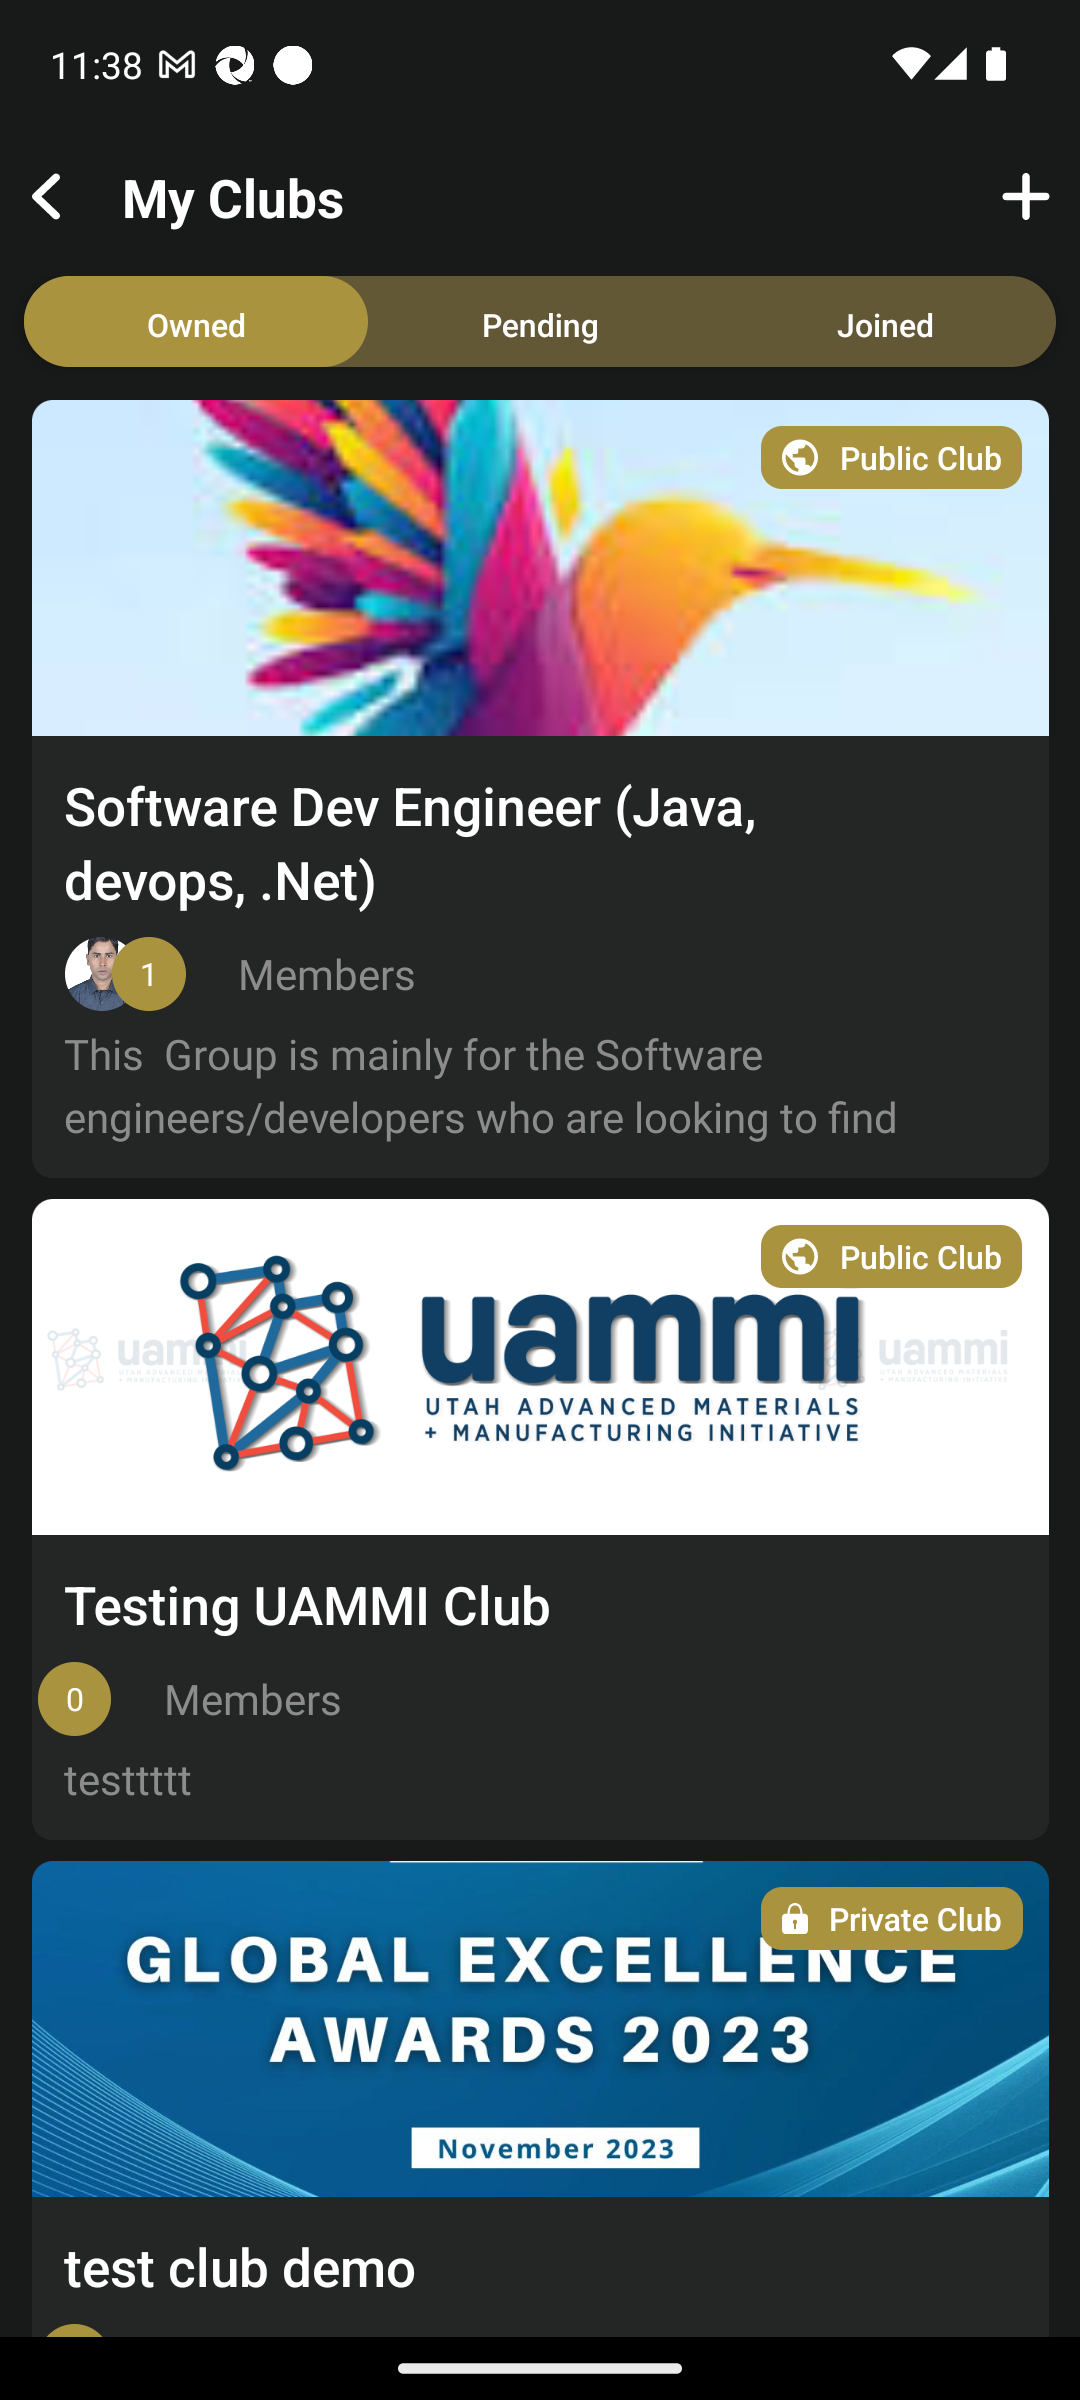 11:38
My Clubs
Owned Pending Joined
Public Club
Software Dev Engineer (Java,
devops, .Net)
1 Members
This  Group is mainly for the Software
engineers/developers who are looking to find
Public Club
uammi
UTAH ADVANCED MATERIALS
+ MANUFACTURING INITIATIVE
uammi
Testing UAMMI Club
0 Members
testtttt
Private Club
GLOBAL EXCELLENCE
AWARDS 2023
November 2023
test club demo